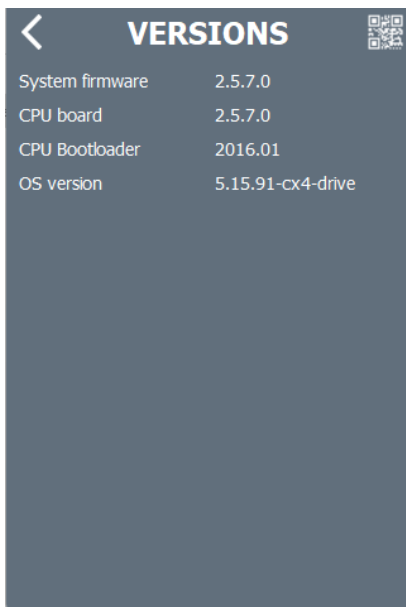 VERSIONS
System firmware 2.5.7.0
CPU board 2.5.7.0
CPU Bootloader 2016.01
OS version 5.15.91-cx4-drive